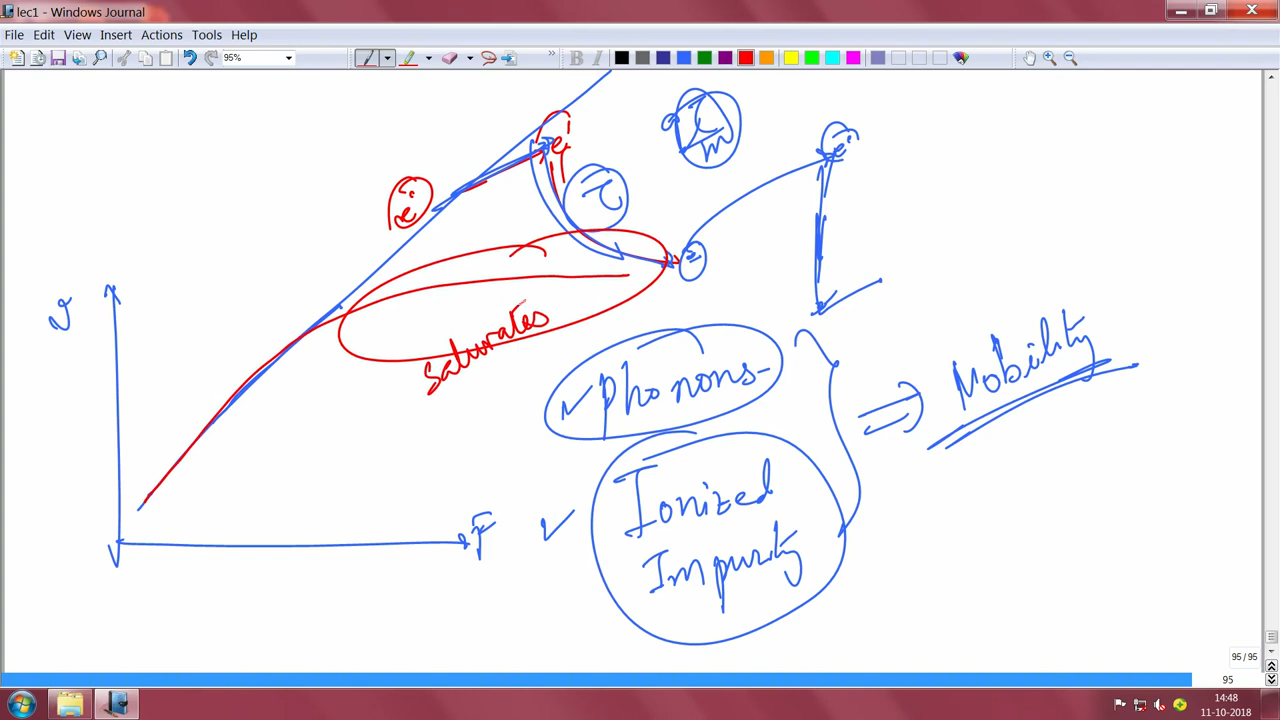 lec1 - Windows Journal
File Edit View Insert Actions Tools Help
95%
B I
e
e
τ
m
e
v
saturates
F
Phonons
Ionized
Impurity
⇒ Mobility
95 / 95
95
14:48
11-10-2018